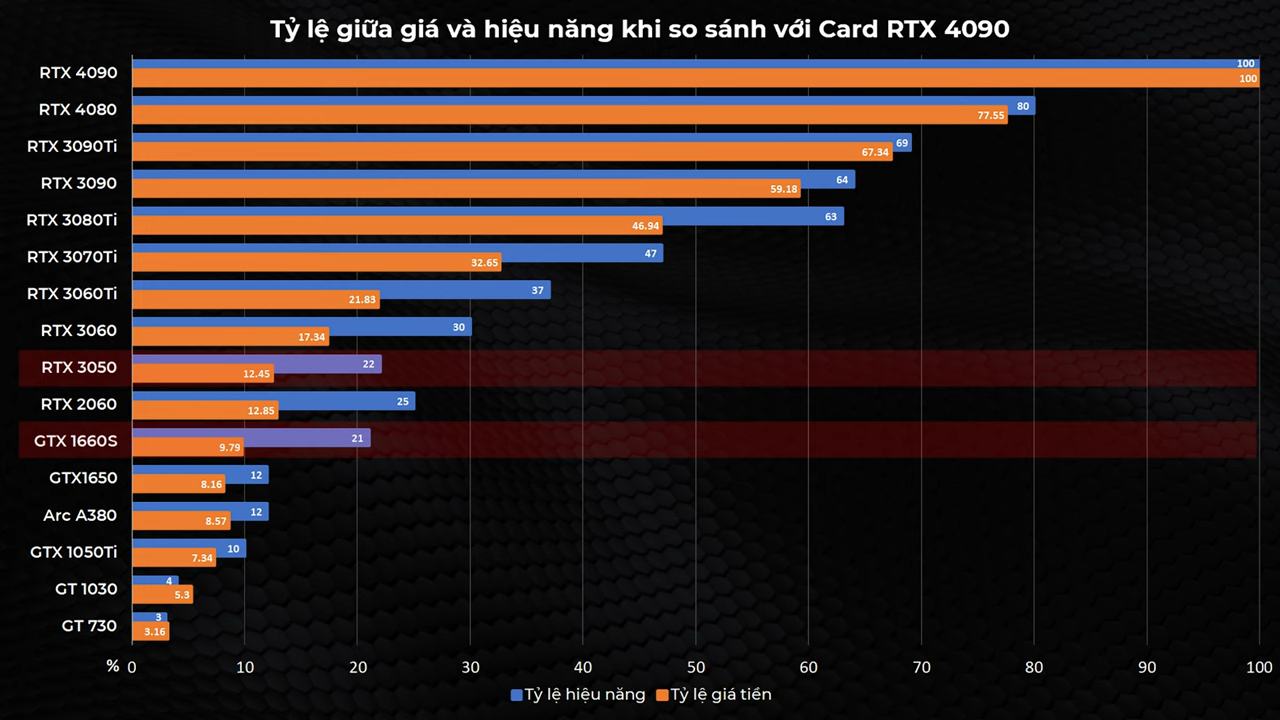 Tỷ lệ giữa giá và hiệu năng khi so sánh với Card RTX 4090
RTX 4090 100
100
RTX 4080 80
77.55
RTX 3090Ti 69
67.34
RTX 3090 64
59.18
RTX 3080Ti 63
46.94
RTX 3070Ti 47
32.65
RTX 3060Ti 37
21.83
RTX 3060 30
17.34
RTX 3050 22
12.45
RTX 2060 25
12.85
GTX 1660S 21
9.79
GTX1650 12
8.16
Arc A380 12
8.57
GTX 1050Ti 10
7.34
GT 1030 4
5.3
GT 730 3
3.16
% 0 10 20 30 40 50 60 70 80 90 100
Tỷ lệ hiệu năng Tỷ lệ giá tiền